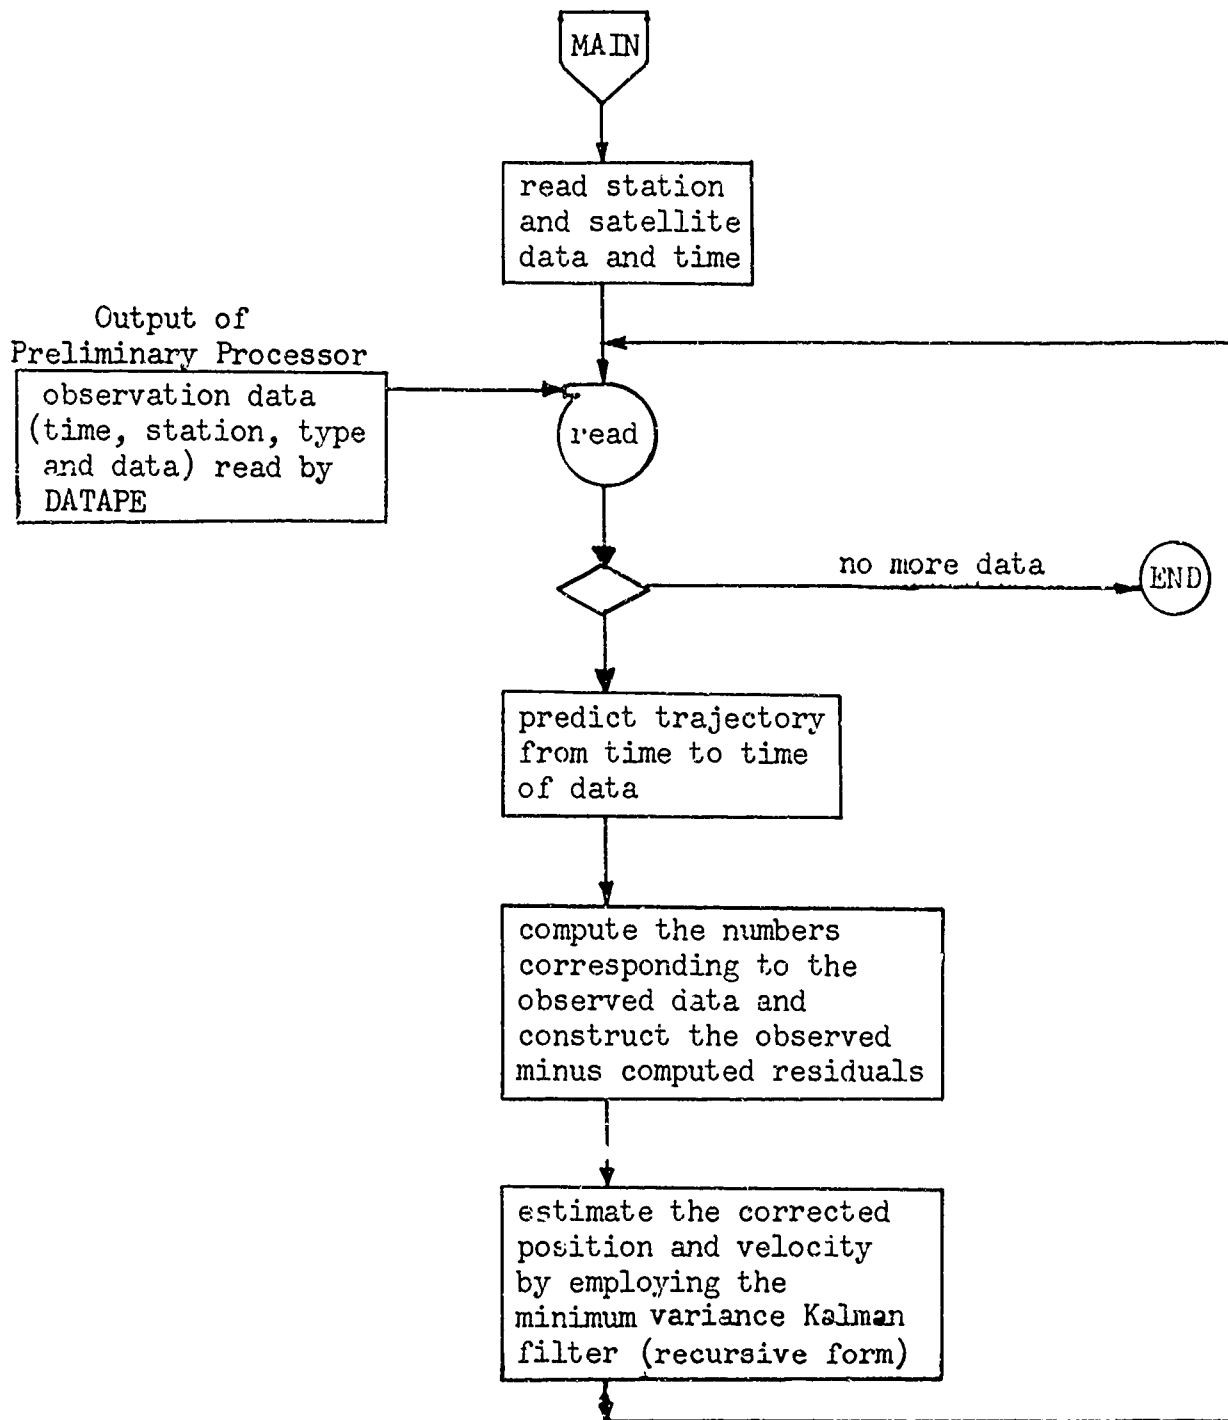 MAIN
read station
and satellite
data and time
Output of
Preliminary Processor
observation data
(time, station, type
and data) read by
DATAPE
read
no more data
END
predict trajectory
from time to time
of data
compute the numbers
corresponding to the
observed data and
construct the observed
minus computed residuals
estimate the corrected
position and velocity
by employing the
minimum variance Kalman
filter (recursive form)